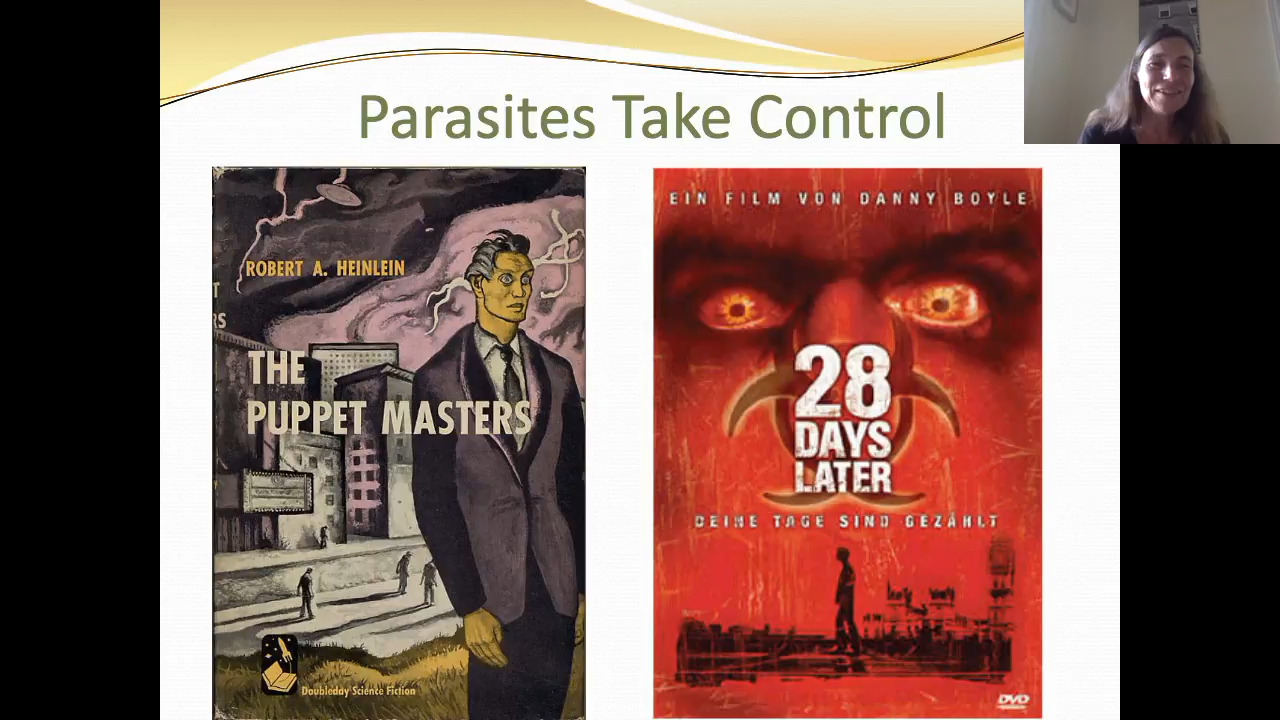 Parasites Take Control
ROBERT A. HEINLEIN
THE
PUPPET MASTERS
Doubleday Science Fiction
EIN FILM VON DANNY BOYLE
28
DAYS
LATER
DEINE TAGE SIND GEZÄHLT
DVD